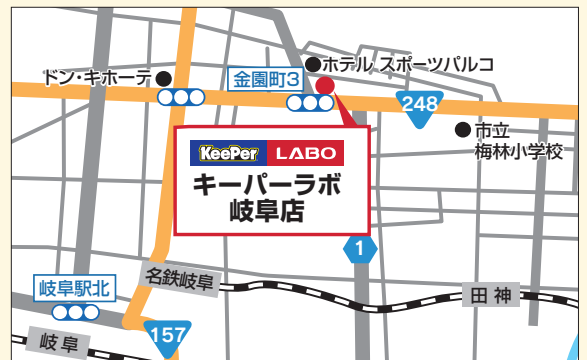 ホテル スポーツパルコ
ドン・キホーテ
金園町3
248
市立
梅林小学校
KeePer LABO
キーパーラボ
岐阜店
1
岐阜駅北
名鉄岐阜
田神
157
岐阜